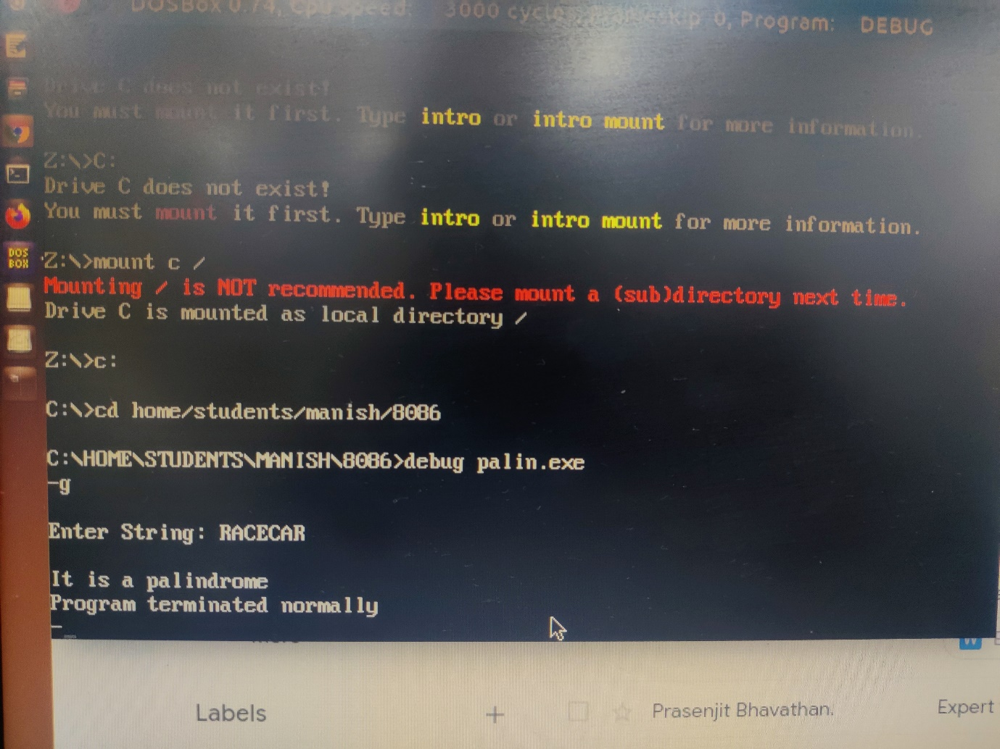 DOSBox 0.74, Cpu speed: 3000 cycle skip 0, Program: DEBUG
Drive C does not exist!
You must mount it first. Type intro or intro mount for more information.
Z:\>C:
Drive C does not exist!
You must mount it first. Type intro or intro mount for more information.
DOS
BOX
Z:\>mount c /
Mounting / is NOT recommended. Please mount a (sub)directory next time.
Drive C is mounted as local directory /
Z:\>c:
C:\>cd home/students/manish/8086
C:\HOME\STUDENTS\MANISH\8086>debug palin.exe
-g
Enter String: RACECAR
It is a palindrome
Program terminated normally
-
W
Labels
+
Prasenjit Bhavathan.
Expert